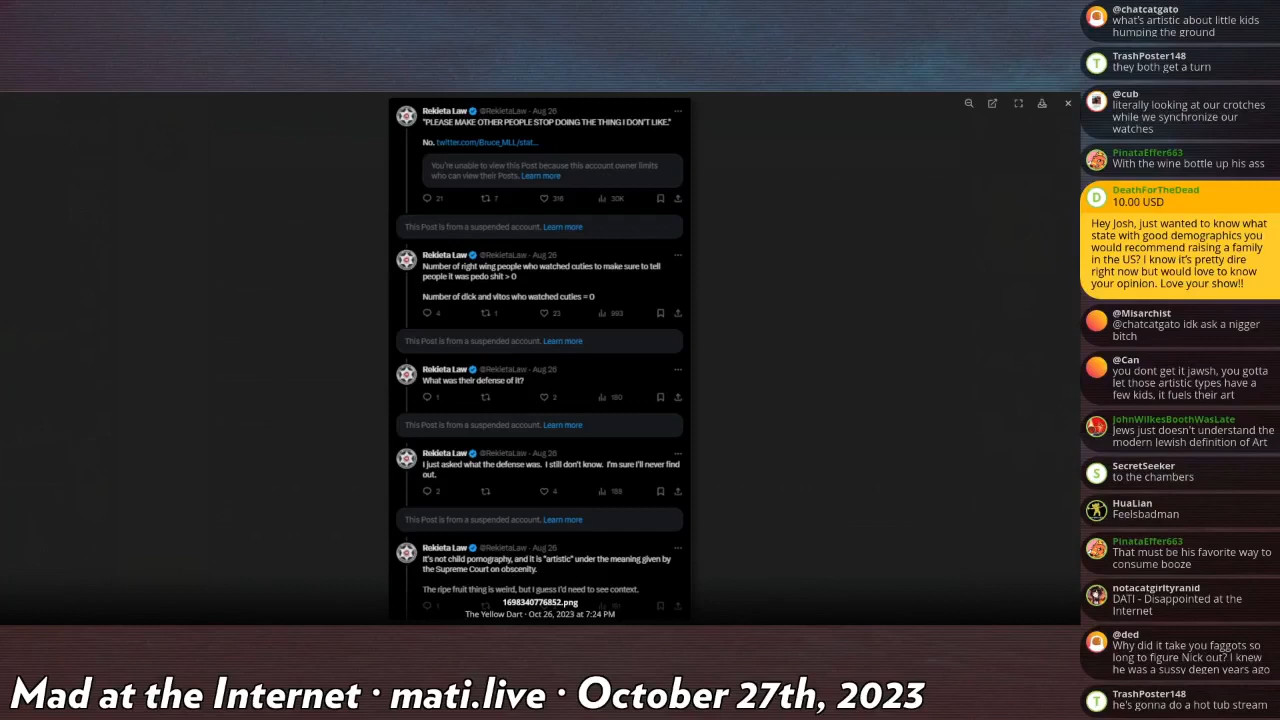 Rekieta Law @RekietaLaw · Aug 26
"PLEASE MAKE OTHER PEOPLE STOP DOING THE THING I DON'T LIKE."
No. twitter.com/Bruce_MLL/stat…
You're unable to view this Post because this account owner limits
who can view their Posts. Learn more
21 7 316 30K
This Post is from a suspended account. Learn more
Rekieta Law @RekietaLaw · Aug 26
Number of right wing people who watched cuties to make sure to tell
people it was pedo shit > 0
Number of dick and vitos who watched cuties = 0
4 1 23 993
This Post is from a suspended account. Learn more
Rekieta Law @RekietaLaw · Aug 26
What was their defense of it?
1 2 190
This Post is from a suspended account. Learn more
Rekieta Law @RekietaLaw · Aug 26
I just asked what the defense was. I still don't know. I'm sure I'll never find
out.
2 4
This Post is from a suspended account. Learn more
Rekieta Law @RekietaLaw · Aug 26
It's not child pornography, and it is "artistic" under the meaning given by
the Supreme Court on obscenity.
The ripe fruit thing is weird, but I guess I'd need to see context.
1698340776852.png
The Yellow Dart · Oct 26, 2023 at 7:24 PM
@chatcatgato
what's artistic about little kids
humping the ground
T TrashPoster148
they both get a turn
@cub
literally looking at our crotches
while we synchronize our
watches
PinataEffer663
With the wine bottle up his ass
D DeathForTheDead
10.00 USD
Hey Josh, just wanted to know what
state with good demographics you
would recommend raising a family
in the US? I know it's pretty dire
right now but would love to know
your opinion. Love your show!!
@Misarchist
@chatcatgato idk ask a nigger
bitch
@Can
you dont get it jawsh, you gotta
let those artistic types have a
few kids, it fuels their art
JohnWilkesBoothWasLate
Jews just doesn't understand the
modern Jewish definition of Art
S SecretSeeker
to the chambers
HuaLian
Feelsbadman
PinataEffer663
That must be his favorite way to
consume booze
notacatgirltyranid
DATI - Disappointed at the
Internet
@ded
Why did it take you faggots so
long to figure Nick out? I knew
he was a sussy degen years ago
T TrashPoster148
he's gonna do a hot tub stream
Mad at the Internet · mati.live · October 27th, 2023